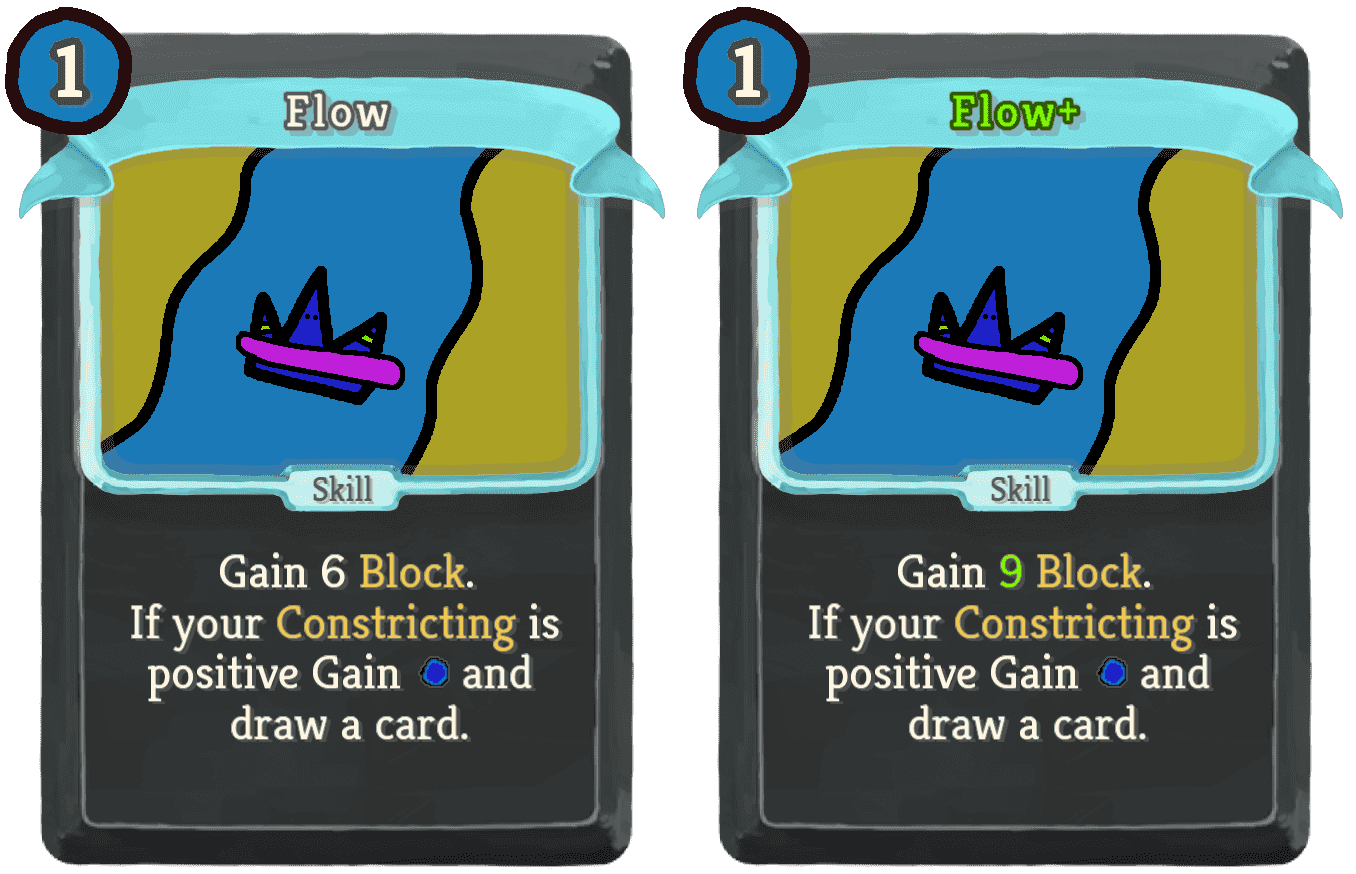 1
Flow
Skill
Gain 6 Block.
If your Constricting is
positive Gain and
draw a card.
1
Flow+
Skill
Gain 9 Block.
If your Constricting is
positive Gain and
draw a card.